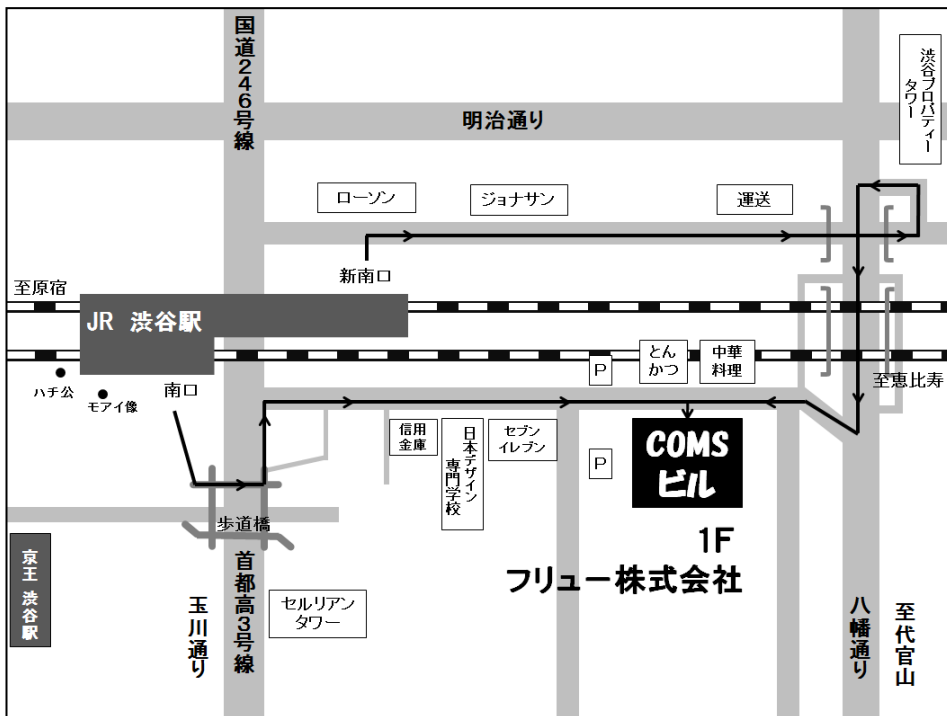 国道246号線
渋谷プロパティー
タワー
明治通り
ローソン
ジョナサン
運送
新南口
至原宿
JR 渋谷駅
ハチ公
モアイ像
南口
P
とん
かつ
中華
料理
至恵比寿
信用
金庫
日本デザイン
専門学校
セブン
イレブン
P
COMS
ビル
歩道橋
1F
フリュー株式会社
京王 渋谷駅
玉川通り
首都高3号線
セルリアン
タワー
八幡通り
至代官山